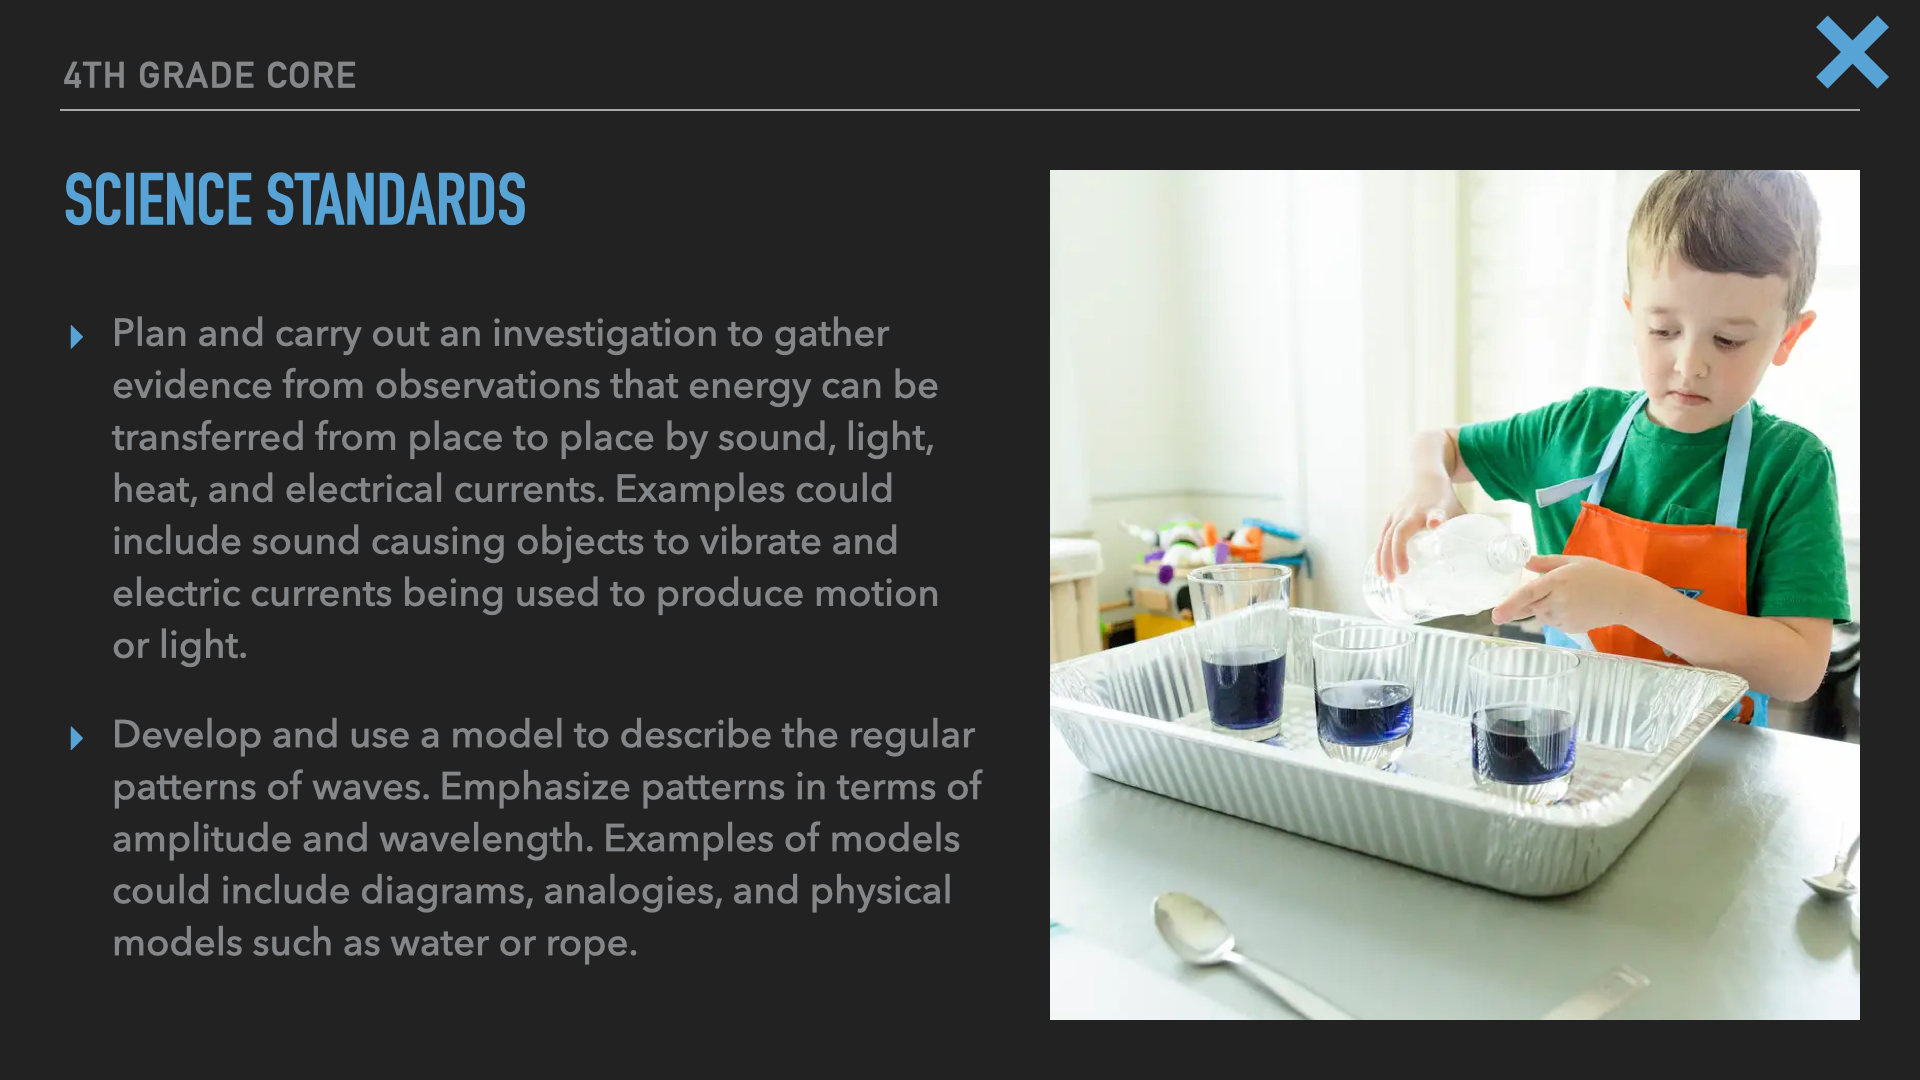 4TH GRADE CORE
SCIENCE STANDARDS
Plan and carry out an investigation to gather
evidence from observations that energy can be
transferred from place to place by sound, light,
heat, and electrical currents. Examples could
include sound causing objects to vibrate and
electric currents being used to produce motion
or light.
Develop and use a model to describe the regular
patterns of waves. Emphasize patterns in terms of
amplitude and wavelength. Examples of models
could include diagrams, analogies, and physical
models such as water or rope.